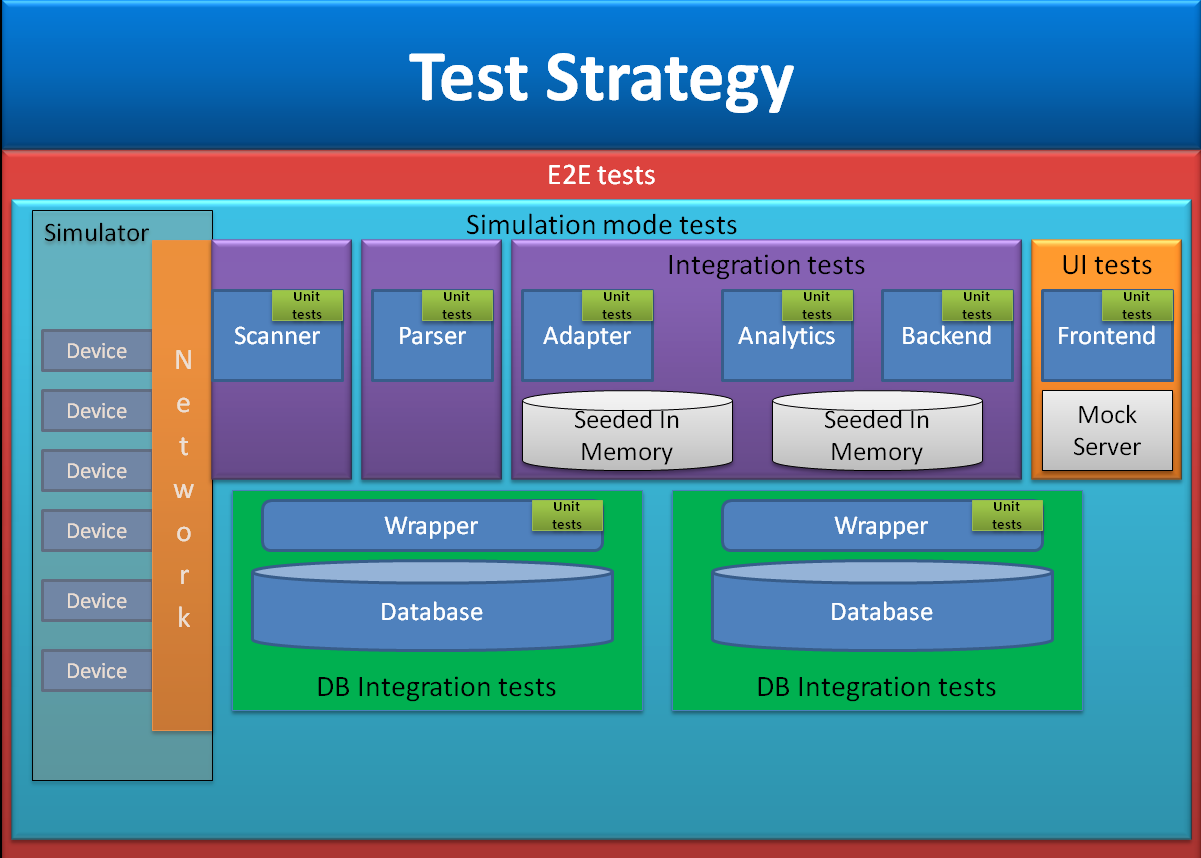 Test Strategy
E2E tests
Simulation mode tests
Simulator
Device
Device
Device
Device
Device
Device
N
e
t
w
o
r
k
Unit
tests
Scanner
Unit
tests
Parser
Integration tests
Unit
tests
Adapter
Unit
tests
Analytics
Unit
tests
Backend
Seeded In
Memory
Seeded In
Memory
UI tests
Unit
tests
Frontend
Mock
Server
Unit
tests
Wrapper
Database
DB Integration tests
Unit
tests
Wrapper
Database
DB Integration tests